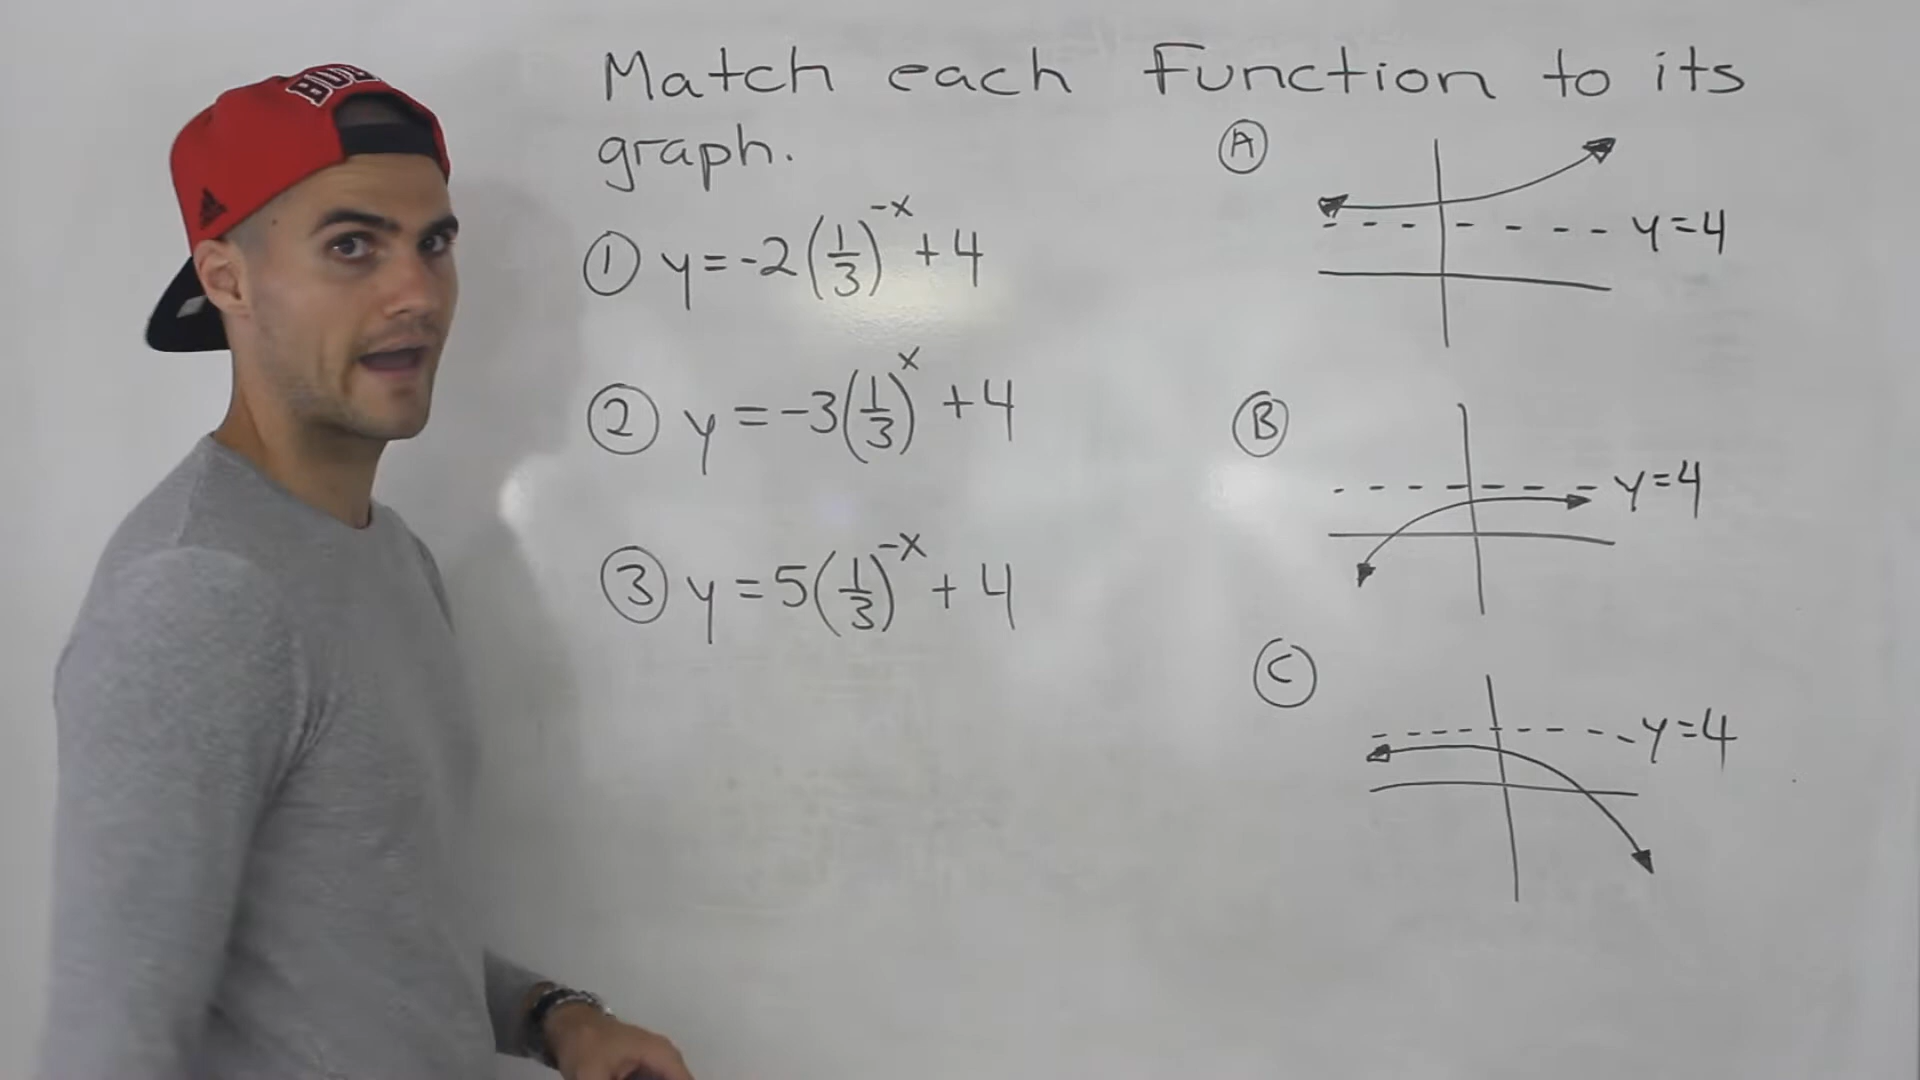 Match each Function to its
graph.
① y=-2(1/3)^-x+4
② y=-3(1/3)^x+4
③ y=5(1/3)^-x+4
Ⓐ
y=4
Ⓑ
y=4
Ⓒ
y=4